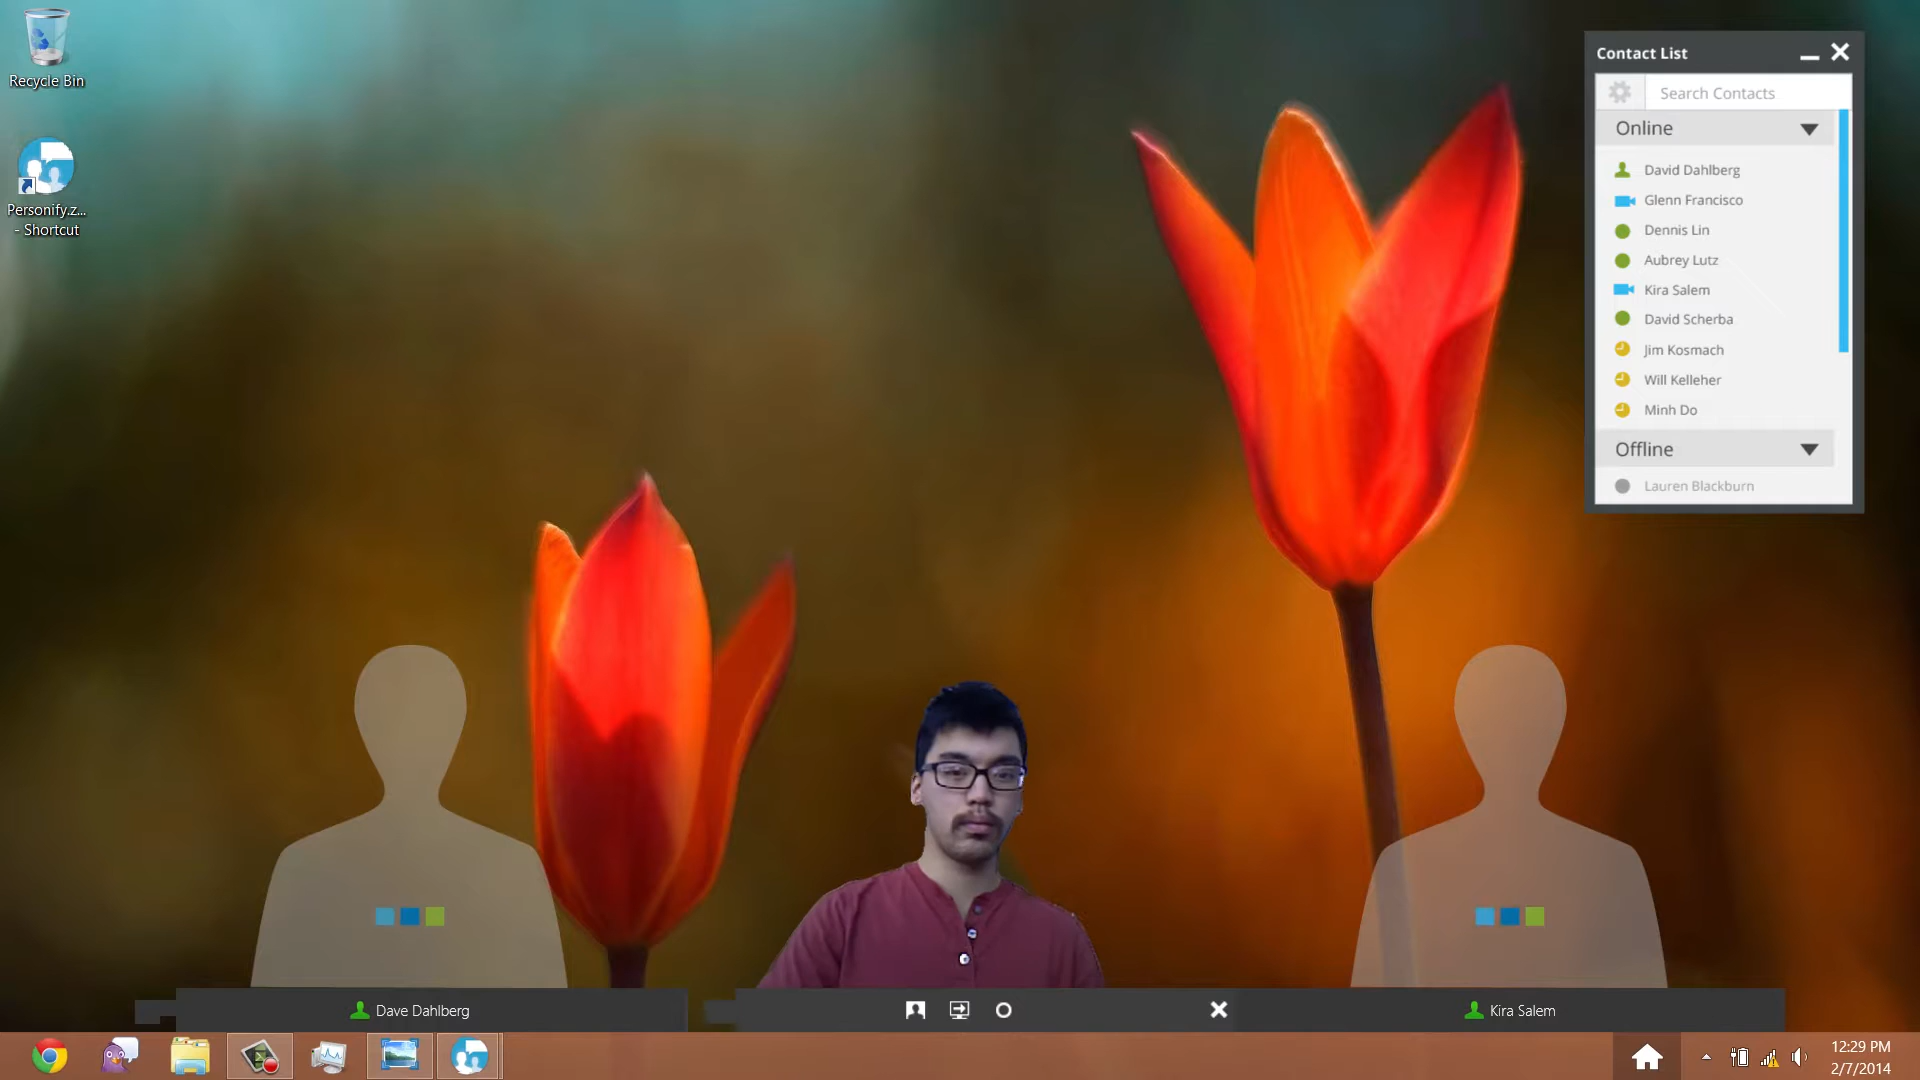 Recycle Bin
Personify.z...
- Shortcut
Contact List
Search Contacts
Online
David Dahlberg
Glenn Francisco
Dennis Lin
Aubrey Lutz
Kira Salem
David Scherba
Jim Kosmach
Will Kelleher
Minh Do
Offline
Lauren Blackburn
Dave Dahlberg
Kira Salem
12:29 PM
2/7/2014